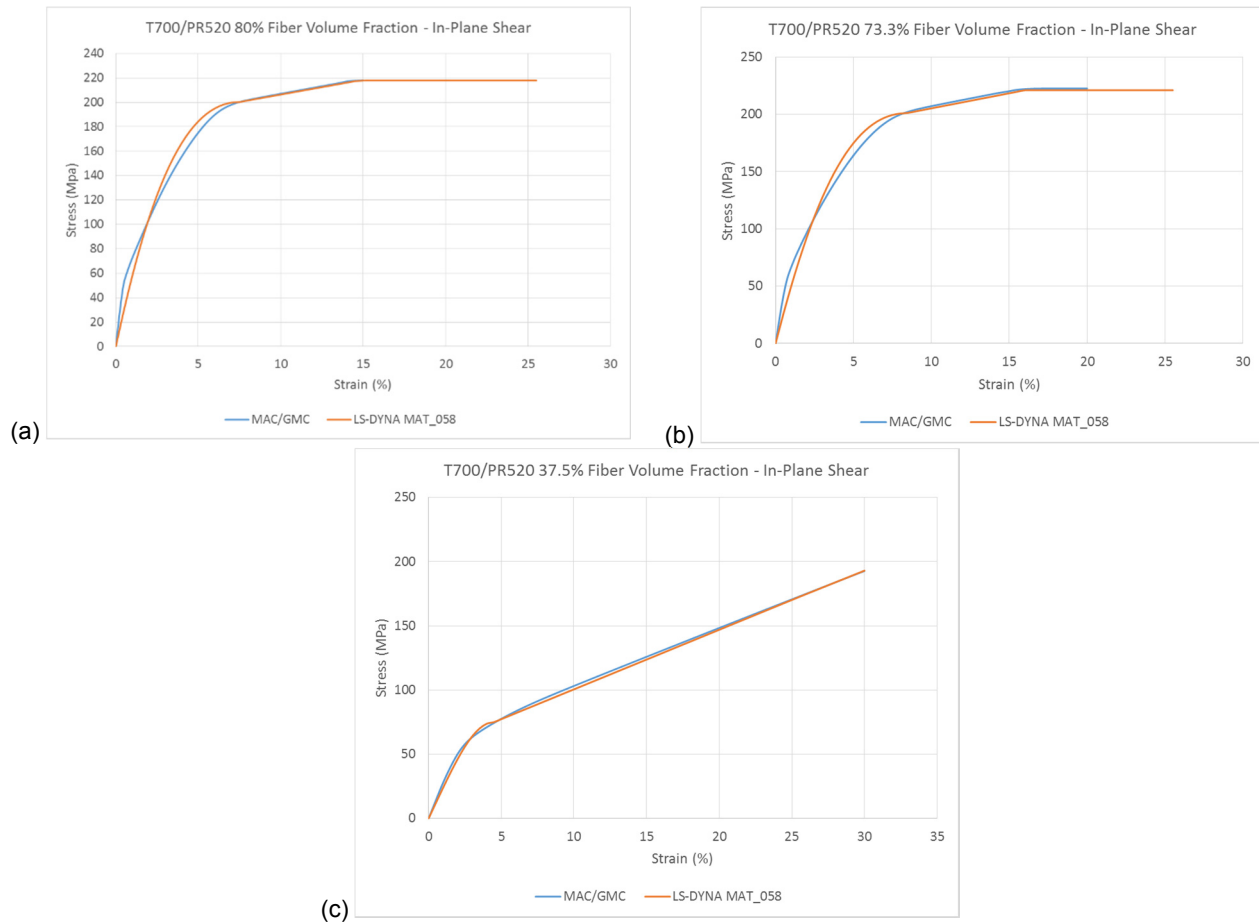 T700/PR520 80% Fiber Volume Fraction - In-Plane Shear
240
220
200
180
160
140
120
100
80
60
40
20
0
Stress (Mpa)
0 5 10 15 20 25 30
Strain (%)
MAC/GMC LS-DYNA MAT_058
(a)
T700/PR520 73.3% Fiber Volume Fraction - In-Plane Shear
250
200
150
100
50
0
Stress (MPa)
0 5 10 15 20 25 30
Strain (%)
MAC/GMC LS-DYNA MAT_058
(b)
T700/PR520 37.5% Fiber Volume Fraction - In-Plane Shear
250
200
150
100
50
0
Stress (MPa)
0 5 10 15 20 25 30 35
Strain (%)
MAC/GMC LS-DYNA MAT_058
(c)